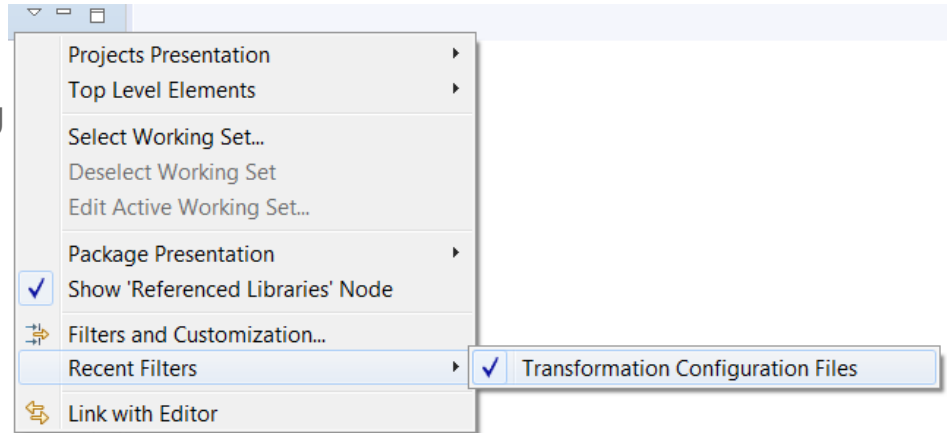 Projects Presentation
Top Level Elements
Select Working Set...
Deselect Working Set
Edit Active Working Set...
Package Presentation
Show 'Referenced Libraries' Node
Filters and Customization...
Recent Filters
Transformation Configuration Files
Link with Editor